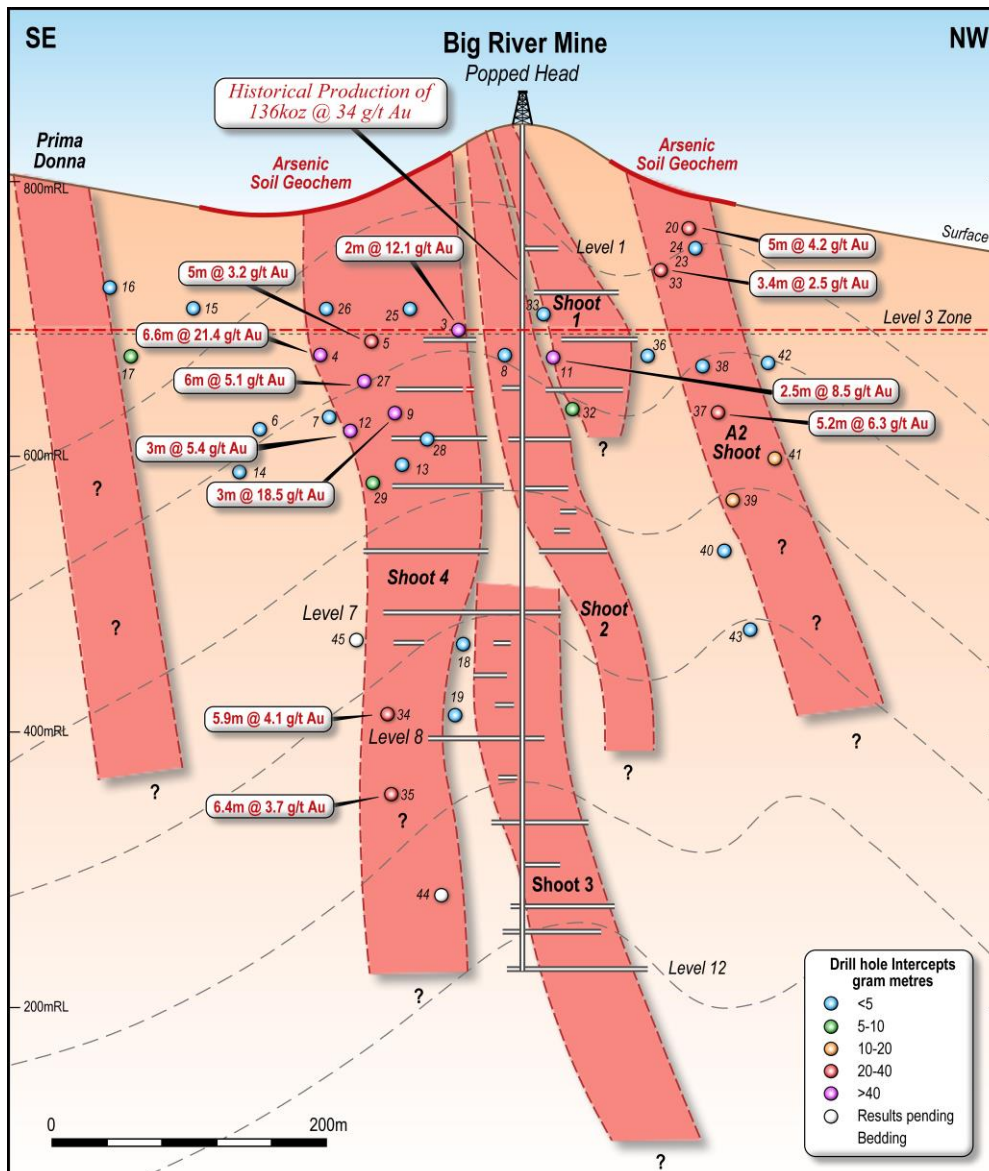 SE
Big River Mine
NW
Popped Head
Historical Production of
136koz @ 34 g/t Au
Prima
Donna
Arsenic
Soil Geochem
Arsenic
Soil Geochem
800mRL
Surface
20
5m @ 4.2 g/t Au
24
23
33
3.4m @ 2.5 g/t Au
2m @ 12.1 g/t Au
Level 1
5m @ 3.2 g/t Au
16
15
26
25
3
33
Shoot
1
Level 3 Zone
6.6m @ 21.4 g/t Au
4
5
17
8
11
36
38
42
6m @ 5.1 g/t Au
27
2.5m @ 8.5 g/t Au
6
7
12
9
32
37
5.2m @ 6.3 g/t Au
3m @ 5.4 g/t Au
28
?
A2
Shoot
41
600mRL
14
13
3m @ 18.5 g/t Au
29
?
39
40
?
Shoot 4
Shoot
2
Level 7
45
18
43
?
?
19
5.9m @ 4.1 g/t Au
34
Level 8
400mRL
?
?
?
6.4m @ 3.7 g/t Au
35
?
44
Shoot 3
Level 12
?
200mRL
?
0
200m
Drill hole Intercepts
gram metres
<5
5-10
10-20
20-40
>40
Results pending
Bedding